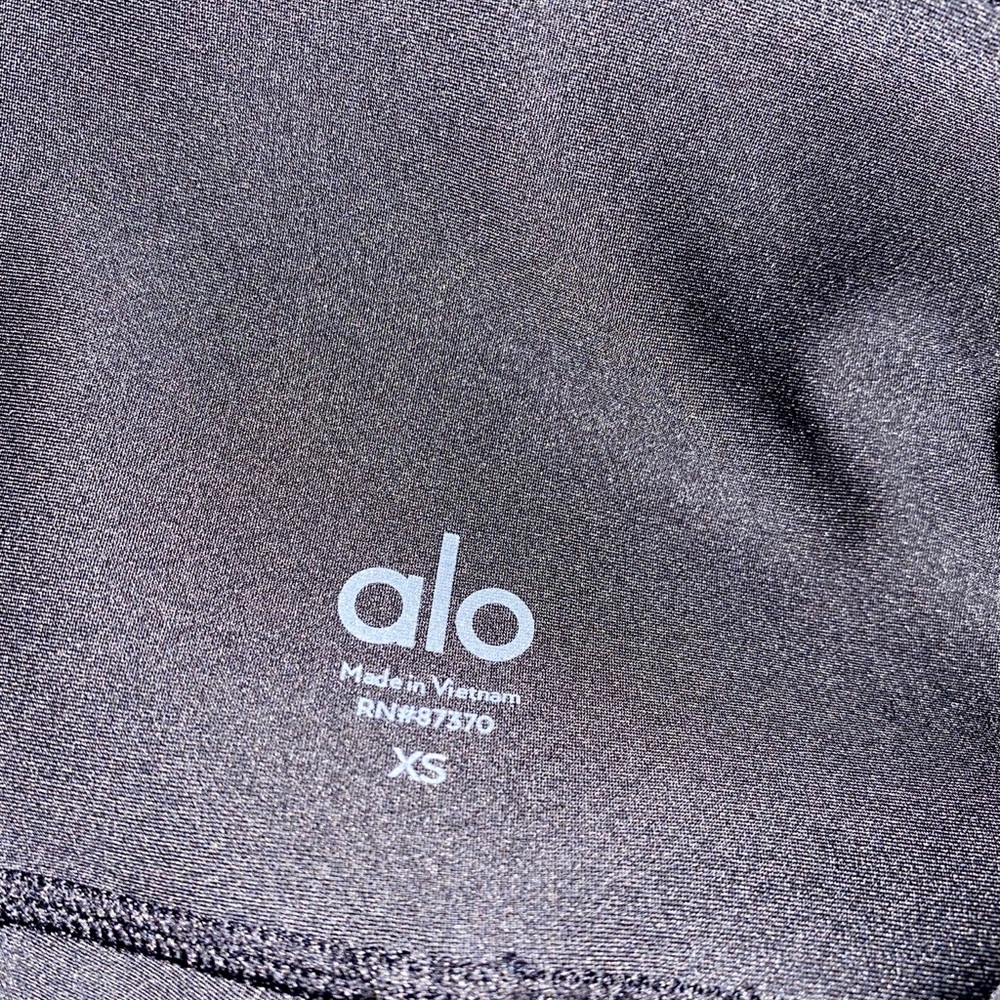 alo
Made in Vietnam
RN#87370
XS